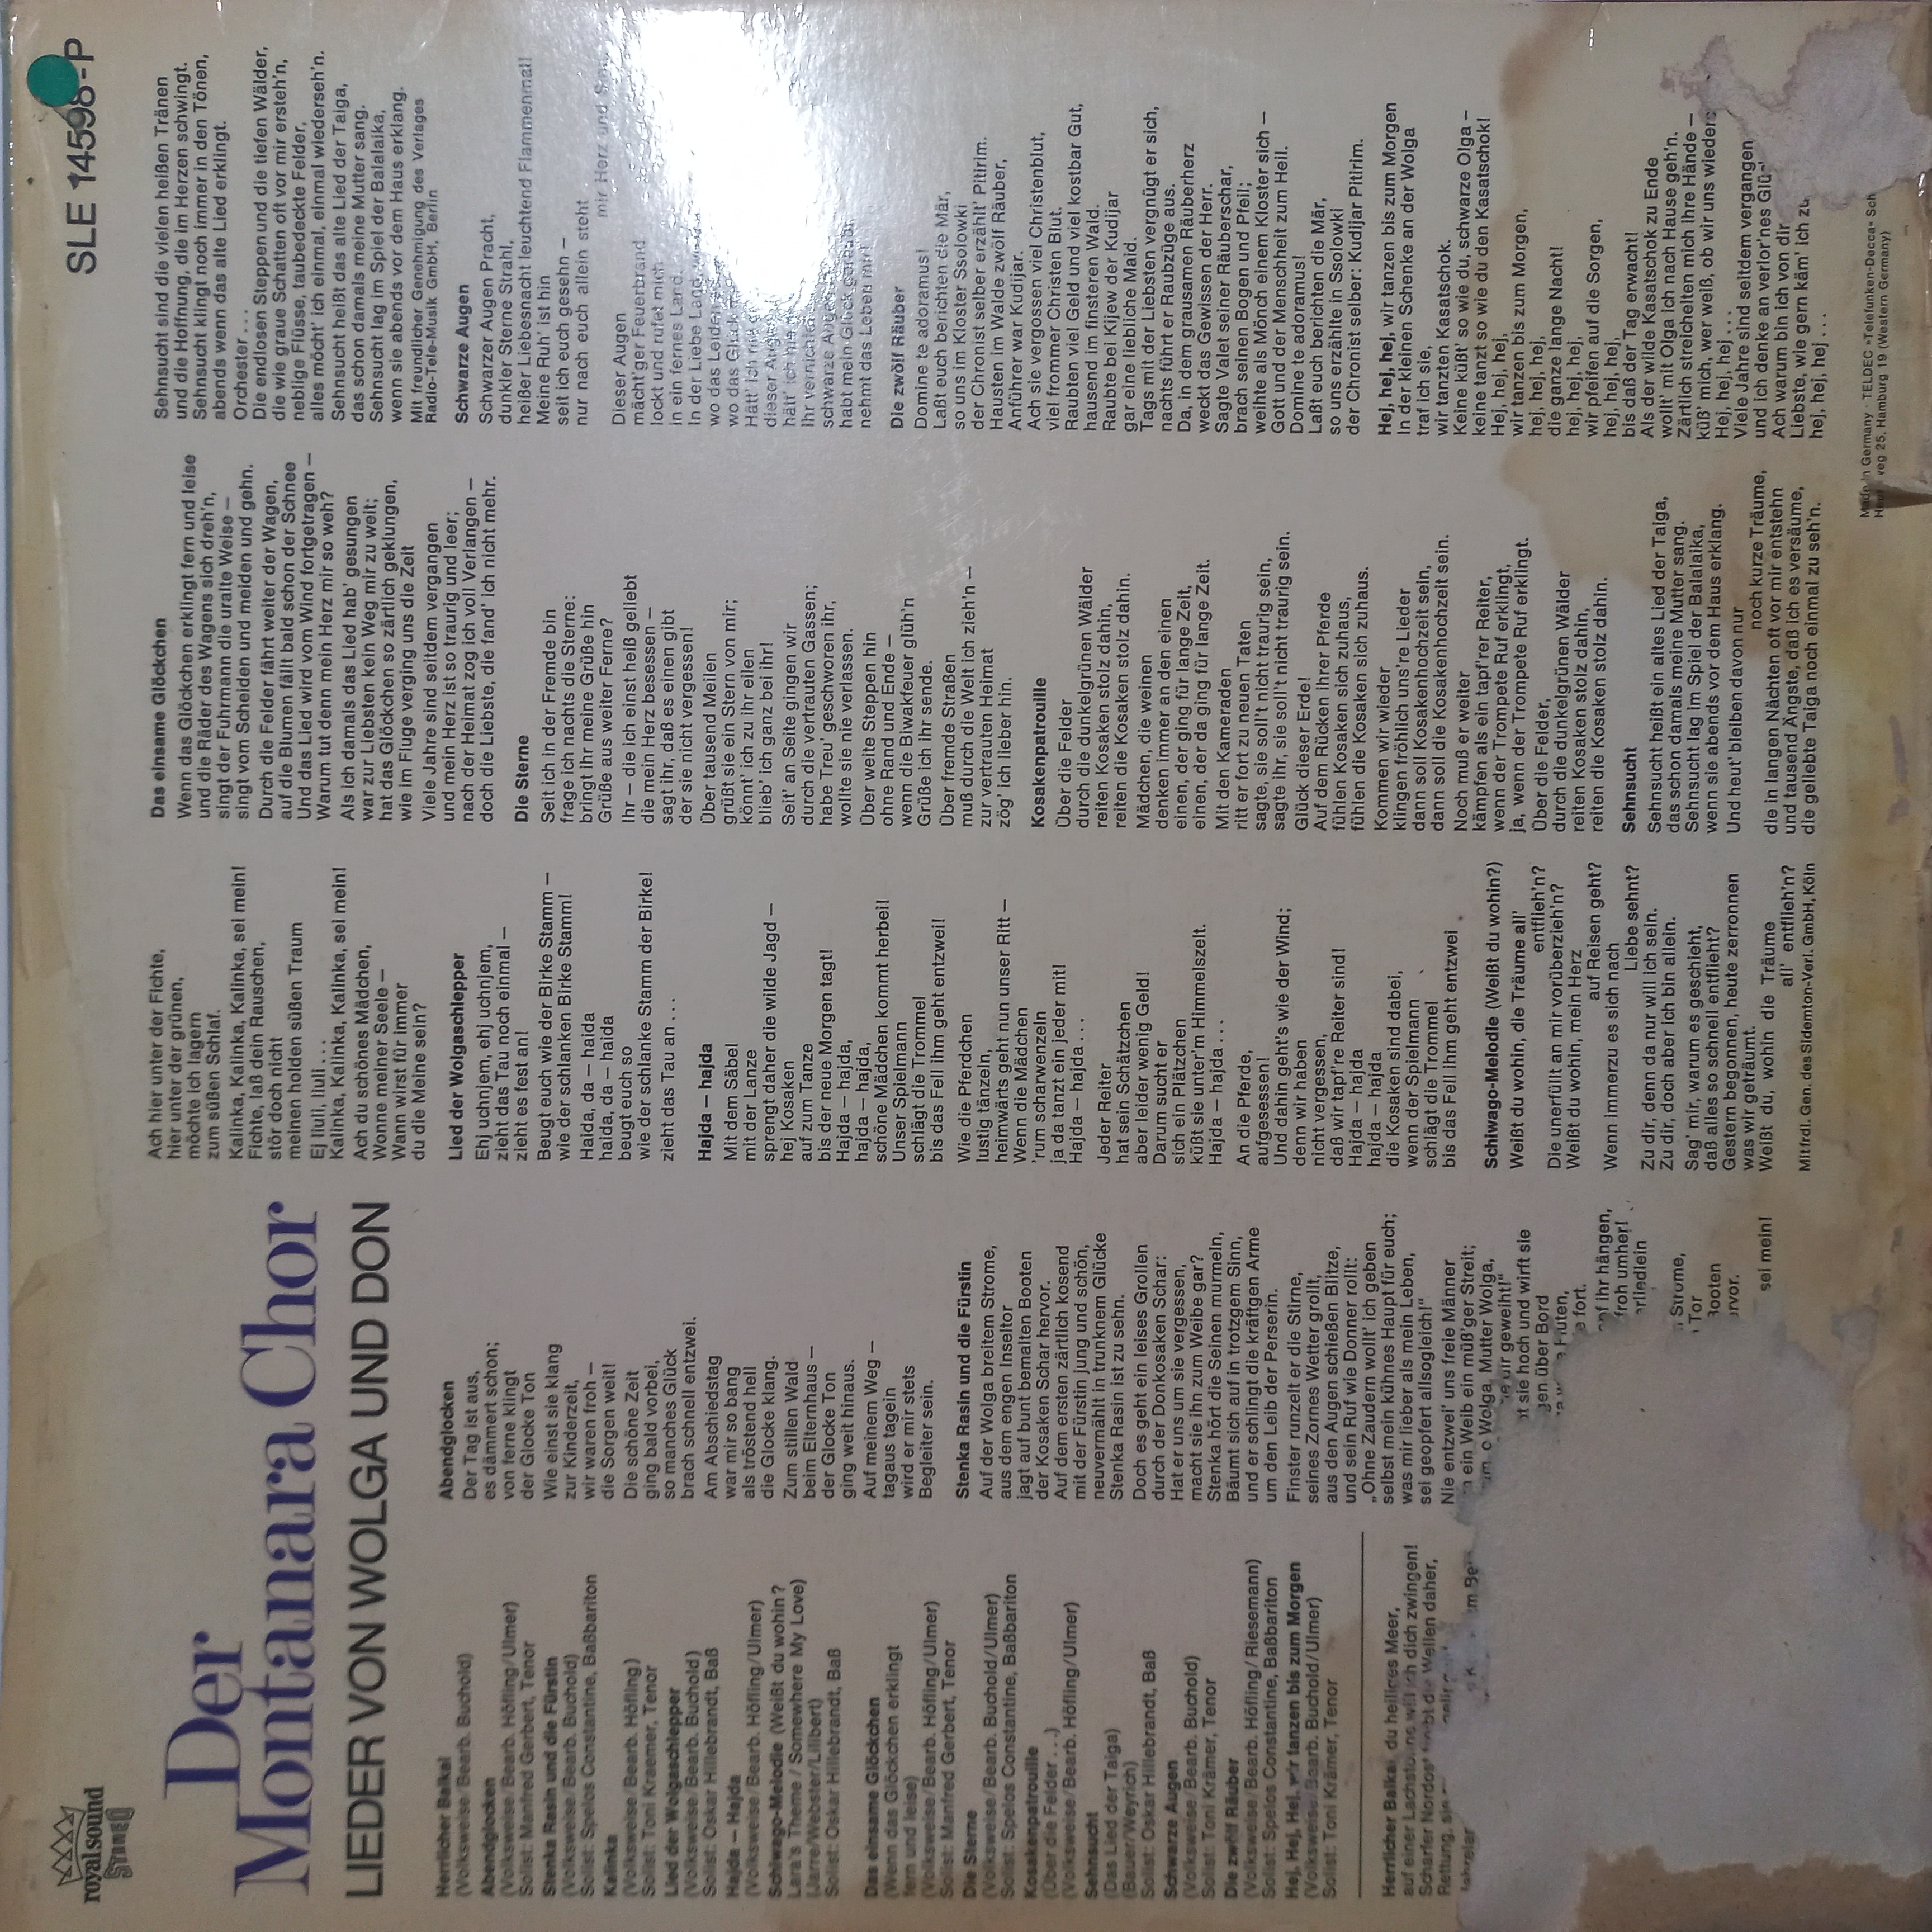 royal sound
STEREO
SLE 14598-P
Der
Montanara Chor
LIEDER VON WOLGA UND DON
Herrlicher Baikal
(Volksweise/Bearb. Buchold)
Abendglocken
(Volksweise/Bearb. Höfling/Ulmer)
Solist: Manfred Gerbert, Tenor
Stenka Rasin und die Fürstin
(Volksweise/Bearb. Buchold)
Solist: Speios Constantine, Baßbariton
Kalinka
(Volksweise/Bearb. Höfling)
Solist: Toni Kraemer, Tenor
Lied der Wolgaschlepper
(Volksweise/Bearb. Buchold)
Solist: Oskar Hillebrandt, Baß
Hajda – Hajda
(Volksweise/Bearb. Höfling/Ulmer)
Schiwago-Melodie (Weißt du wohin?
Lara's Theme / Somewhere My Love)
(Jarre/Webster/Lillibert)
Solist: Oskar Hillebrandt, Baß
Das einsame Glöckchen
(Wenn das Glöckchen erklingt
fern und leise)
(Volksweise/Bearb. Höfling/Ulmer)
Solist: Manfred Gerbert, Tenor
Die Sterne
(Volksweise/Bearb. Buchold/Ulmer)
Solist: Speios Constantine, Baßbariton
Kosakenpatrouille
(Über die Felder...)
(Volksweise/Bearb. Höfling/Ulmer)
Sehnsucht
(Das Lied der Taiga)
(Bauer/Weyrich)
Solist: Oskar Hillebrandt, Baß
Schwarze Augen
(Volksweise/Bearb. Buchold)
Solist: Toni Krämer, Tenor
Die zwölf Räuber
(Volksweise/Bearb. Höfling/Riesemann)
Solist: Speios Constantine, Baßbariton
Hej, Hej, Hej, wir tanzen bis zum Morgen
(Volksweise/Bearb. Buchold/Ulmer)
Solist: Toni Krämer, Tenor
Herrlicher Baikal, du heiliges Meer,
auf einer Lachstonne will ich dich zwingen!
Scharfer Nordost treibt die Wellen daher,
Rettung, sie
Abendglocken
Der Tag ist aus,
es dämmert schon;
von ferne klingt
der Glocke Ton
Wie einst sie klang
zur Kinderzeit,
wir waren froh –
die Sorgen weit!
Die schöne Zeit
ging bald vorbei,
so manches Glück
brach schnell entzwei.
Am Abschiedstag
war mir so bang
als tröstend hell
die Glocke klang.
Zum stillen Wald
beim Elternhaus –
der Glocke Ton
ging weit hinaus.
Auf meinem Weg –
tagaus tagein
wird er mir stets
Begleiter sein.
Stenka Rasin und die Fürstin
Auf der Wolga breitem Strome,
aus dem engen Inseltor
jagt auf bunt bemalten Booten
der Kosaken Schar hervor.
Auf dem ersten zärtlich kosend
mit der Fürstin jung und schön,
neuvermählt in trunknem Glücke
Stenka Rasin ist zu sehn.
Doch es geht ein leises Grollen
durch der Donkosaken Schar:
Hat er uns um sie vergessen,
macht sie ihn zum Weibe gar?
Stenka hört die Seinen murmeln,
Bäumt sich auf in trotzgem Sinn,
und er schlingt die kräftgen Arme
um den Leib der Perserin.
Finster runzelt er die Stirne,
seines Zornes Wetter grollt,
aus den Augen schießen Blitze,
und sein Ruf wie Donner rollt:
„Ohne Zaudern wollt' ich geben
selbst mein kühnes Haupt für euch;
was mir lieber als mein Leben,
sei geopfert allsogleich!"
Nie entzwei' uns freie Männer
ein Weib ein müß'ger Streit;
o Wolga, Mutter Wolga,
dir geweiht!"
sie hoch und wirft sie
über Bord
Fluten,
fort.
ihr hängen,
froh umher!
Strome,
Tor
Booten
sei mein!
Ach hier unter der Fichte,
hier unter der grünen,
möchte ich lagern
zum süßen Schlaf.
Kalinka, Kalinka, Kalinka, sei mein!
Fichte, laß dein Rauschen,
stör doch nicht
meinen holden süßen Traum
Ej liuli, liuli...
Kalinka, Kalinka, Kalinka, sei mein!
Ach du schönes Mädchen,
Wonne meiner Seele –
Wann wirst für immer
du die Meine sein?
Lied der Wolgaschlepper
Ehj uchnjem, ehj uchnjem,
zieht das Tau noch einmal –
zieht es fest an!
Beugt euch wie der Birke Stamm –
wie der schlanken Birke Stamm!
Haida, da – haida
haida, da – haida
beugt euch so
wie der schlanke Stamm der Birke!
zieht das Tau an...
Hajda – hajda
Mit dem Säbel
mit der Lanze
sprengt daher die wilde Jagd –
hej Kosaken
auf zum Tanze
bis der neue Morgen tagt!
Hajda – hajda,
hajda – hajda,
schöne Mädchen kommt herbei!
Unser Spielmann
schlägt die Trommel
bis das Fell ihm geht entzwei!
Wie die Pferdchen
lustig tänzeln,
heimwärts geht nun unser Ritt –
Wenn die Mädchen
'rum scharwenzeln
ja da tanzt ein jeder mit!
Hajda – hajda...
Jeder Reiter
hat sein Schätzchen
aber leider wenig Geld!
Darum sucht er
sich ein Plätzchen
küßt sie unter'm Himmelszelt.
Hajda – hajda...
An die Pferde,
aufgesessen!
Und dahin geht's wie der Wind;
denn wir haben
nicht vergessen,
daß wir tapf're Reiter sind!
Hajda – hajda
hajda – hajda
die Kosaken sind dabei,
wenn der Spielmann
schlägt die Trommel
bis das Fell ihm geht entzwei
Schiwago-Melodie (Weißt du wohin?)
Weißt du wohin, die Träume all'
entflieh'n?
Die unerfüllt an mir vorüberzieh'n?
Weißt du wohin, mein Herz
auf Reisen geht?
Wenn immerzu es sich nach
Liebe sehnt?
Zu dir, denn da nur will ich sein.
Zu dir, doch aber ich bin allein.
Sag' mir, warum es geschieht,
daß alles so schnell entflieht?
Gestern begonnen, heute zerronnen
was wir geträumt.
Weißt du, wohin die Träume
all' entflieh'n?
Mit frdl. Gen. des Sidemton-Verl. GmbH, Köln
Das einsame Glöckchen
Wenn das Glöckchen erklingt fern und leise
und die Räder des Wagens sich dreh'n,
singt der Fuhrmann die uralte Weise –
singt vom Scheiden und meiden und gehn.
Durch die Felder fährt weiter der Wagen,
auf die Blumen fällt bald schon der Schnee
Und das Lied wird vom Wind fortgetragen –
Warum tut denn mein Herz mir so weh?
Als ich damals das Lied hab' gesungen
war zur Liebsten kein Weg mir zu weit;
hat das Glöckchen so zärtlich geklungen,
wie im Fluge verging uns die Zeit
Viele Jahre sind seitdem vergangen
und mein Herz ist so traurig und leer;
nach der Heimat zog ich voll Verlangen –
doch die Liebste, die fand' ich nicht mehr.
Die Sterne
Seit ich in der Fremde bin
frage ich nachts die Sterne:
bringt ihr meine Grüße hin
Grüße aus weiter Ferne?
Ihr – die ich einst heiß geliebt
die mein Herz besessen –
sagt ihr, daß es einen gibt
der sie nicht vergessen!
Über tausend Meilen
grüßt sie ein Stern von mir;
könnt' ich zu ihr eilen
blieb' ich ganz bei ihr!
Seit' an Seite gingen wir
durch die vertrauten Gassen;
habe Treu' geschworen ihr,
wollte sie nie verlassen.
Über weite Steppen hin
ohne Rand und Ende –
wenn die Biwakfeuer glüh'n
Grüße ich ihr sende.
Über fremde Straßen
muß durch die Welt ich zieh'n –
zur vertrauten Heimat
zög' ich lieber hin.
Kosakenpatrouille
Über die Felder
durch die dunkelgrünen Wälder
reiten Kosaken stolz dahin,
reiten die Kosaken stolz dahin.
Mädchen, die weinen
denken immer an den einen
einen, der ging für lange Zeit,
einen, der da ging für lange Zeit.
Mit den Kameraden
ritt er fort zu neuen Taten
sagte, sie soll't nicht traurig sein,
sagte ihr, sie soll't nicht traurig sein.
Glück dieser Erde!
Auf dem Rücken ihrer Pferde
fühlen Kosaken sich zuhaus,
fühlen die Kosaken sich zuhaus.
Kommen wir wieder
klingen fröhlich uns're Lieder
dann soll Kosakenhochzeit sein,
dann soll die Kosakenhochzeit sein.
Noch muß er weiter
kämpfen als ein tapf'rer Reiter,
wenn der Trompete Ruf erklingt,
ja, wenn der Trompete Ruf erklingt.
Über die Felder,
durch die dunkelgrünen Wälder
reiten Kosaken stolz dahin,
reiten die Kosaken stolz dahin.
Sehnsucht
Sehnsucht heißt ein altes Lied der Taiga,
das schon damals meine Mutter sang.
Sehnsucht lag im Spiel der Balalaika,
wenn sie abends vor dem Haus erklang.
Und heut' bleiben davon nur
noch kurze Träume,
die in langen Nächten oft vor mir entstehn
und tausend Ängste, daß ich es versäume,
die geliebte Taiga noch einmal zu seh'n.
Sehnsucht sind die vielen heißen Tränen
und die Hoffnung, die im Herzen schwingt.
Sehnsucht klingt noch immer in den Tönen,
abends wenn das alte Lied erklingt.
Orchester...
Die endlosen Steppen und die tiefen Wälder,
die wie graue Schatten oft vor mir ersteh'n,
neblige Flüsse, taubedeckte Felder,
alles möcht' ich einmal, einmal wiederseh'n.
Sehnsucht heißt das alte Lied der Taiga,
das schon damals meine Mutter sang.
Sehnsucht lag im Spiel der Balalaika,
wenn sie abends vor dem Haus erklang.
Mit freundlicher Genehmigung des Verlages
Radio-Tele-Musik GmbH, Berlin
Schwarze Augen
Schwarzer Augen Pracht,
dunkler Sterne Strahl,
heißer Liebesnacht leuchtend Flammenmal!
Meine Ruh' ist hin
seit ich euch gesehn –
nur nach euch allein steht
mir Herz und
Dieser Augen
mächt'ger Feuerbrand
lockt und rufet mich
in ein fernes Land.
In der Liebe Land
wo das Leiden
wo das Glück
Hätt' ich nie
dieser Augen
hätt' ich nie
Ihr vernichtet
schwarze Augen
habt mein Glück geraubt,
nehmt das Leben mir!
Die zwölf Räuber
Domine te adoramus!
Laßt euch berichten die Mär,
so uns im Kloster Ssolowki
der Chronist selber erzählt' Pitirim.
Hausten im Walde zwölf Räuber,
Anführer war Kudijar.
Ach sie vergossen viel Christenblut,
viel frommer Christen Blut.
Raubten viel Geld und viel kostbar Gut,
hausend im finsteren Wald.
Raubte bei Kijew der Kudijar
gar eine liebliche Maid.
Tags mit der Liebsten vergnügt er sich,
nachts führt er Raubzüge aus.
Da, in dem grausamen Räuberherz
weckt das Gewissen der Herr.
Sagte Valet seiner Räuberschar,
brach seinen Bogen und Pfeil;
weihte als Mönch einem Kloster sich –
Gott und der Menschheit zum Heil.
Domine te adoramus!
Laßt euch berichten die Mär,
so uns erzählte in Ssolowki
der Chronist selber: Kudijar Pitirim.
Hej, hej, hej, wir tanzen bis zum Morgen
In der kleinen Schenke an der Wolga
traf ich sie,
wir tanzten Kasatschok.
Keine küßt' so wie du, schwarze Olga –
keine tanzt so wie du den Kasatschok!
Hej, hej, hej,
wir tanzen bis zum Morgen,
hej, hej, hej,
die ganze lange Nacht!
hej, hej, hej,
wir pfeifen auf die Sorgen,
hej, hej, hej,
bis daß der Tag erwacht!
Als der wilde Kasatschok zu Ende
wollt' mit Olga ich nach Hause geh'n.
Zärtlich streichelten mich ihre Hände –
küß' mich, wer weiß, ob wir uns wieders
Hej, hej, hej...
Viele Jahre sind seitdem vergangen
und ich denke an verlor'nes Glü
Ach warum bin ich von dir
Liebste, wie gern käm' ich zu
hej, hej, hej...
Made in Germany · TELDEC »Telefunken-Decca« Sch
veg 25, Hamburg 19 (Western Germany)